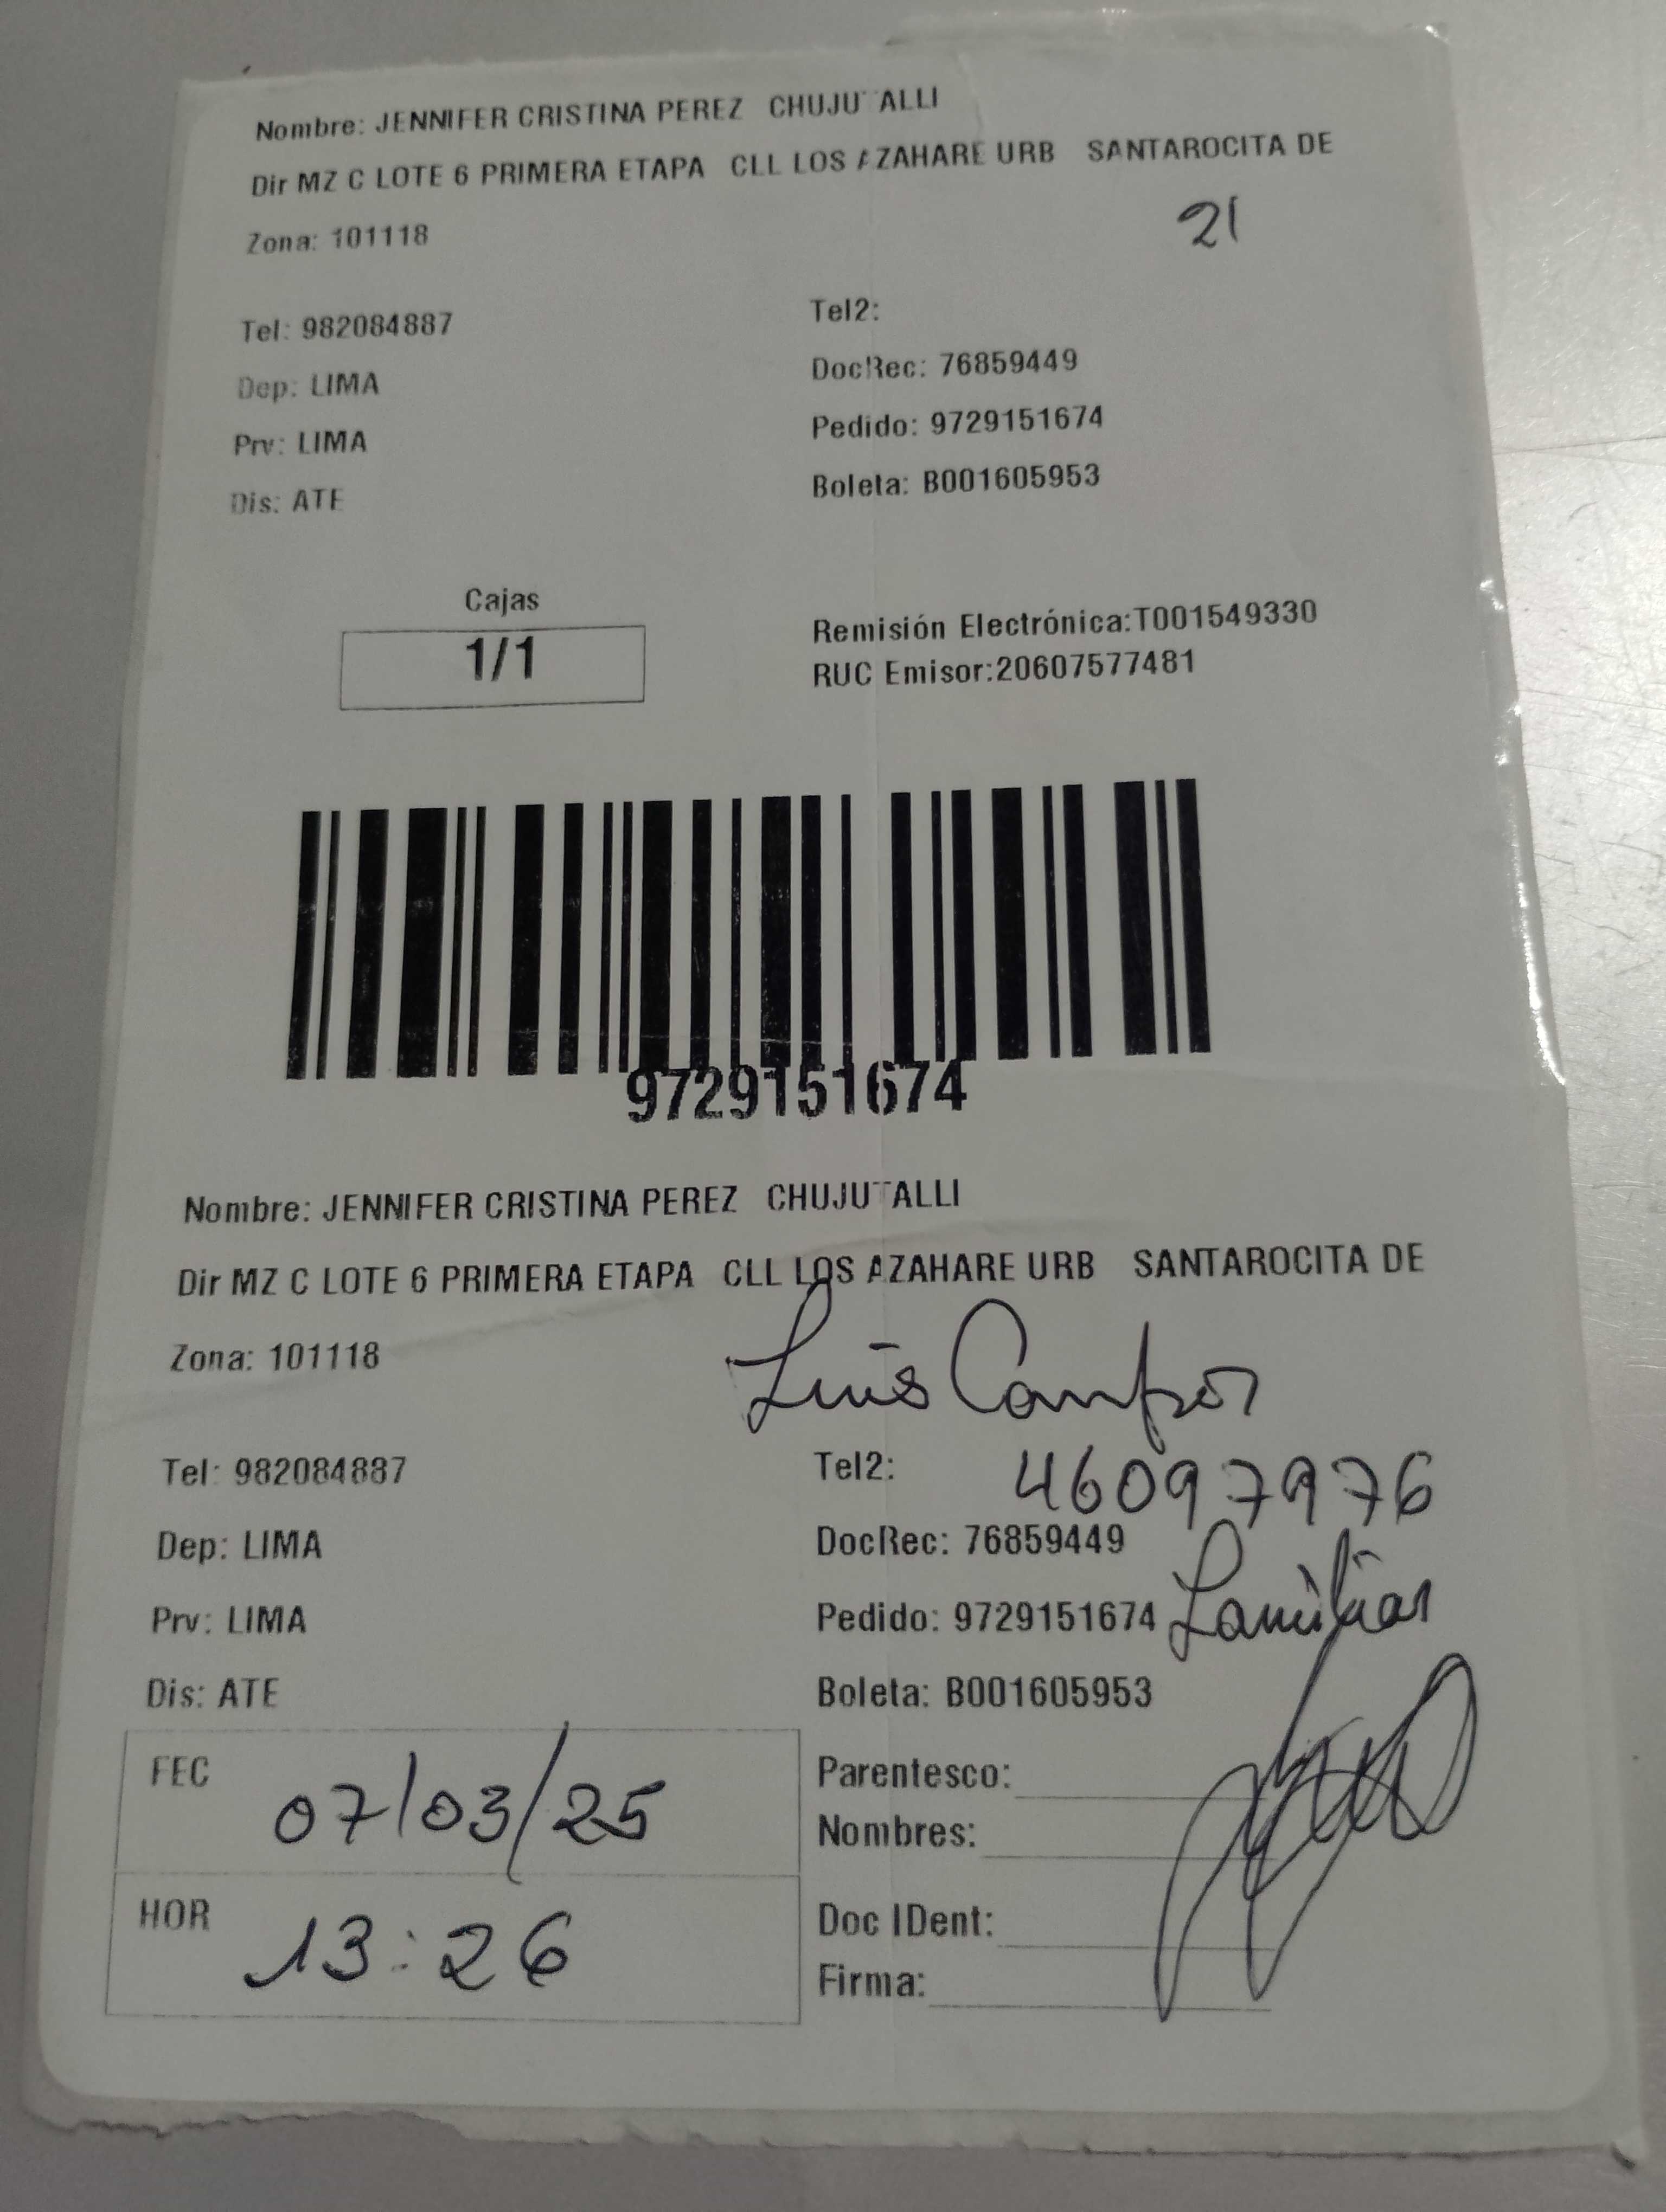 Nombre: JENNIFER CRISTINA PEREZ CHUJUTALLI
Dir MZ C LOTE 6 PRIMERA ETAPA CLL LOS AZAHARE URB SANTAROCITA DE
21
Zona: 101118
Tel: 982084887
Tel2:
Dep: LIMA
DocRec: 76859449
Prv: LIMA
Pedido: 9729151674
Dis: ATE
Boleta: B001605953
Cajas
1/1
Remisión Electrónica:T001549330
RUC Emisor:20607577481
9729151674
Nombre: JENNIFER CRISTINA PEREZ CHUJUTALLI
Dir MZ C LOTE 6 PRIMERA ETAPA CLL LOS AZAHARE URB SANTAROCITA DE
Zona: 101118
Luis Campos
Tel: 982084887
Tel2: 46097976
Dep: LIMA
DocRec: 76859449
Prv: LIMA
Pedido: 9729151674 Familiar
Dis: ATE
Boleta: B001605953
FEC 07/03/25
Parentesco:
Nombres:
HOR 13:26
Doc IDent:
Firma: